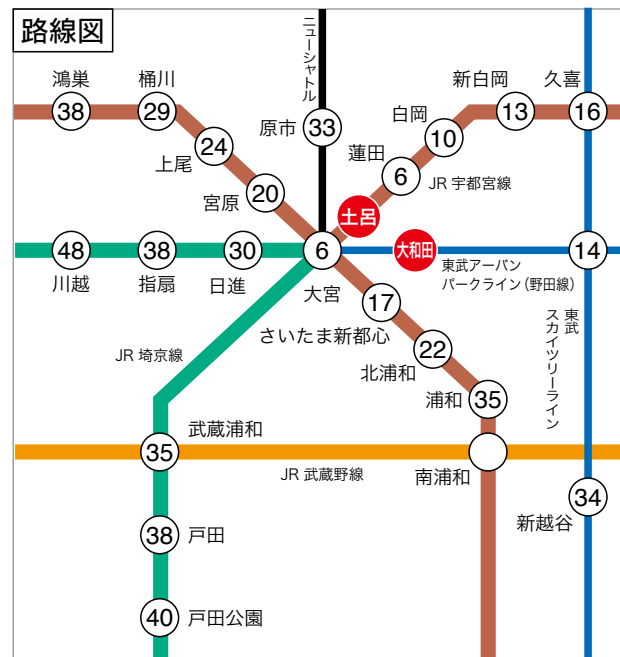 路線図
鴻巣
38
桶川
29
上尾
24
宮原
20
ニューシャトル
原市
33
新白岡
13
久喜
16
白岡
10
蓮田
6
JR 宇都宮線
土呂
48
川越
38
指扇
30
日進
6
大宮
大和田
14
東武アーバン
パークライン（野田線）
17
さいたま新都心
22
北浦和
35
浦和
東武
スカイツリーライン
JR 埼京線
35
武蔵浦和
JR 武蔵野線
南浦和
34
新越谷
38
戸田
40
戸田公園